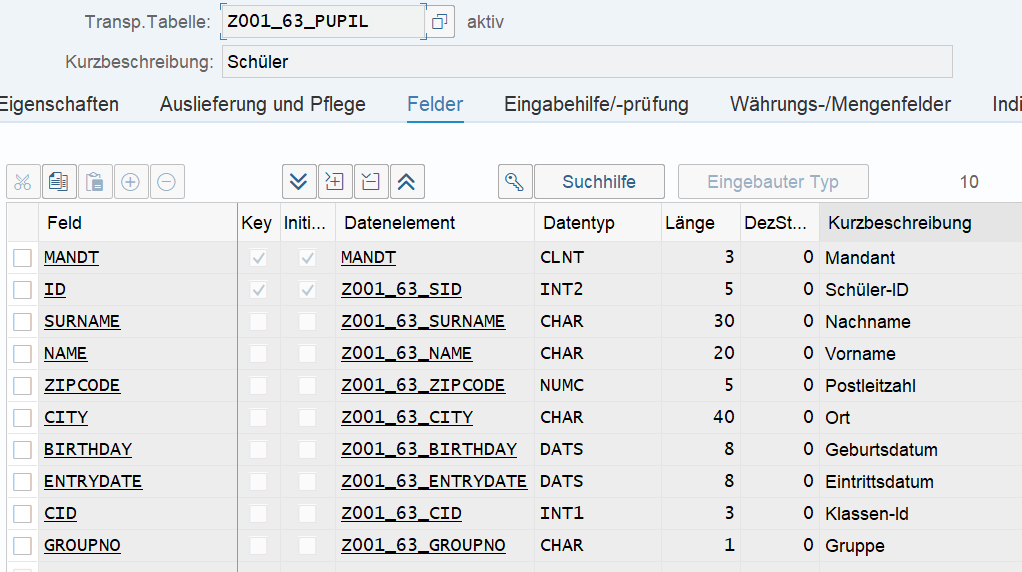 Transp.Tabelle: Z001_63_PUPIL aktiv
Kurzbeschreibung: Schüler
Eigenschaften Auslieferung und Pflege Felder Eingabehilfe/-prüfung Währungs-/Mengenfelder Indi
Suchhilfe Eingebauter Typ 10
Feld Key Initi... Datenelement Datentyp Länge DezSt... Kurzbeschreibung
MANDT MANDT CLNT 3 0 Mandant
ID Z001_63_SID INT2 5 0 Schüler-ID
SURNAME Z001_63_SURNAME CHAR 30 0 Nachname
NAME Z001_63_NAME CHAR 20 0 Vorname
ZIPCODE Z001_63_ZIPCODE NUMC 5 0 Postleitzahl
CITY Z001_63_CITY CHAR 40 0 Ort
BIRTHDAY Z001_63_BIRTHDAY DATS 8 0 Geburtsdatum
ENTRYDATE Z001_63_ENTRYDATE DATS 8 0 Eintrittsdatum
CID Z001_63_CID INT1 3 0 Klassen-Id
GROUPNO Z001_63_GROUPNO CHAR 1 0 Gruppe